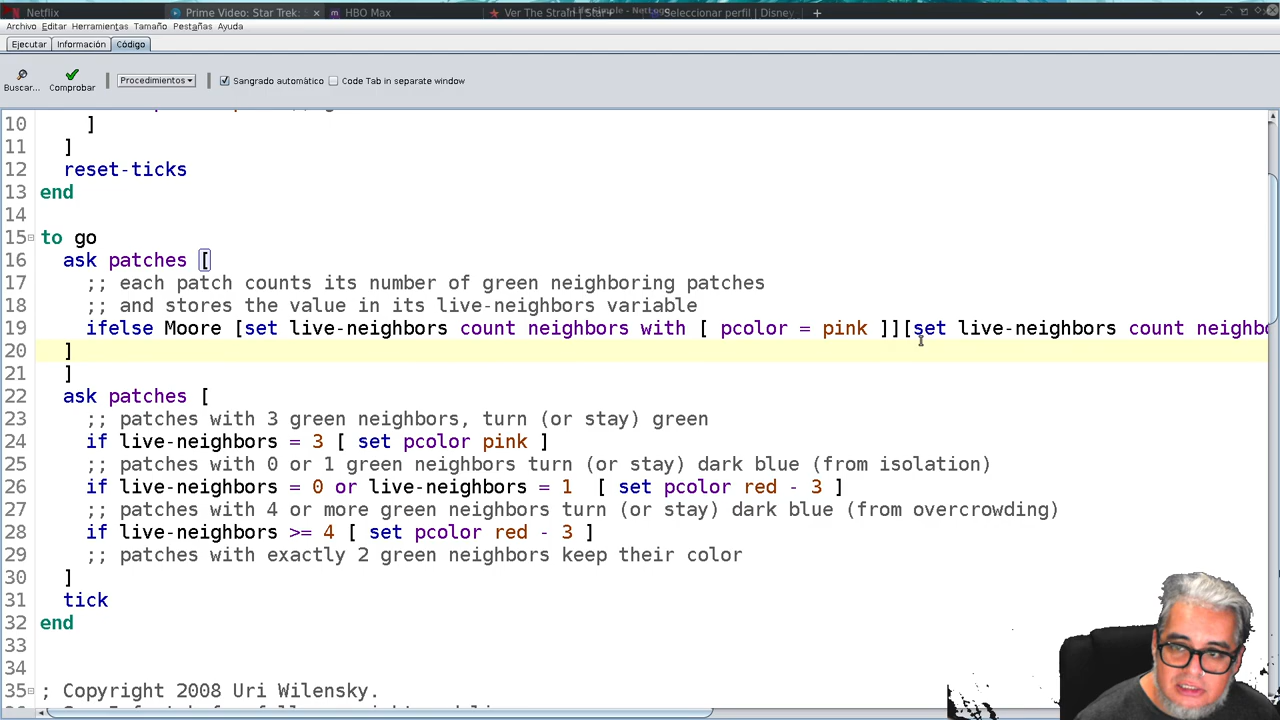 Netflix Prime Video: Star Trek: × HBO Max Ver The Strain | Star+ Seleccionar perfil | Disney +
Archivo Editar Herramientas Tamaño Pestañas Ayuda
Ejecutar Información Código
Buscar... Comprobar Procedimientos Sangrado automático Code Tab in separate window
10 ]
11 ]
12 reset-ticks
13 end
14
15 to go
16 ask patches [
17 ;; each patch counts its number of green neighboring patches
18 ;; and stores the value in its live-neighbors variable
19 ifelse Moore [set live-neighbors count neighbors with [ pcolor = pink ]][set live-neighbors count neighbo
20 ]
21 ]
22 ask patches [
23 ;; patches with 3 green neighbors, turn (or stay) green
24 if live-neighbors = 3 [ set pcolor pink ]
25 ;; patches with 0 or 1 green neighbors turn (or stay) dark blue (from isolation)
26 if live-neighbors = 0 or live-neighbors = 1 [ set pcolor red - 3 ]
27 ;; patches with 4 or more green neighbors turn (or stay) dark blue (from overcrowding)
28 if live-neighbors >= 4 [ set pcolor red - 3 ]
29 ;; patches with exactly 2 green neighbors keep their color
30 ]
31 tick
32 end
33
34
35 ; Copyright 2008 Uri Wilensky.